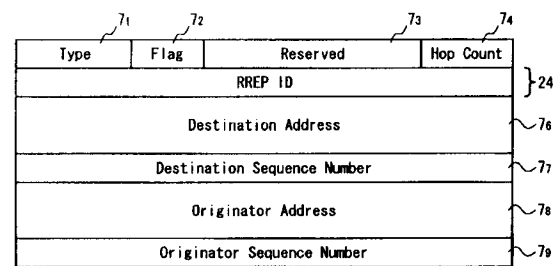 7₁ 7₂ 7₃ 7₄
Type Flag Reserved Hop Count
RREP ID 24
Destination Address 7₆
Destination Sequence Number 7₇
Originator Address 7₈
Originator Sequence Number 7₉